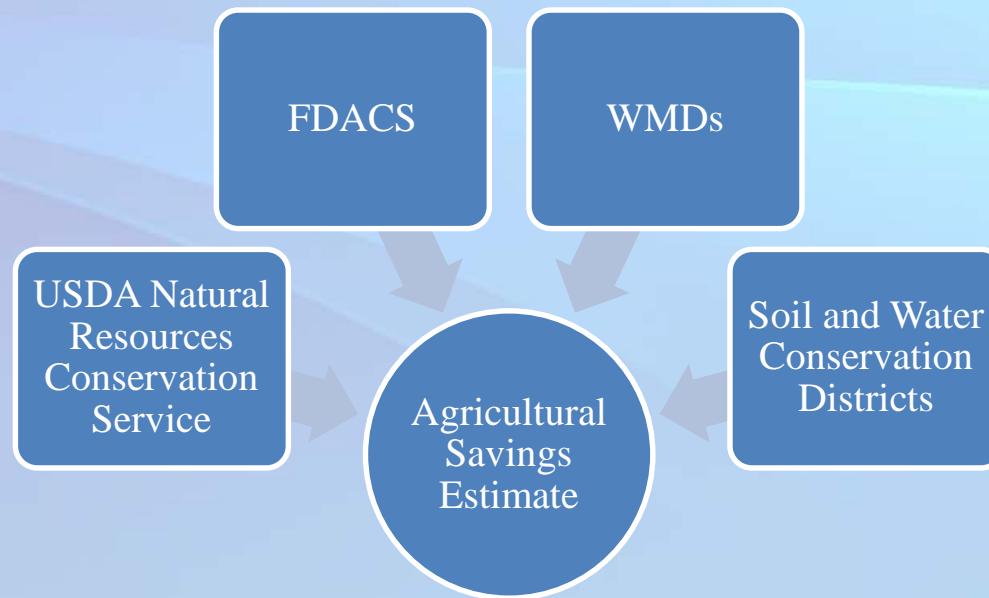 FDACS
WMDs
USDA Natural
Resources
Conservation
Service
Soil and Water
Conservation
Districts
Agricultural
Savings
Estimate